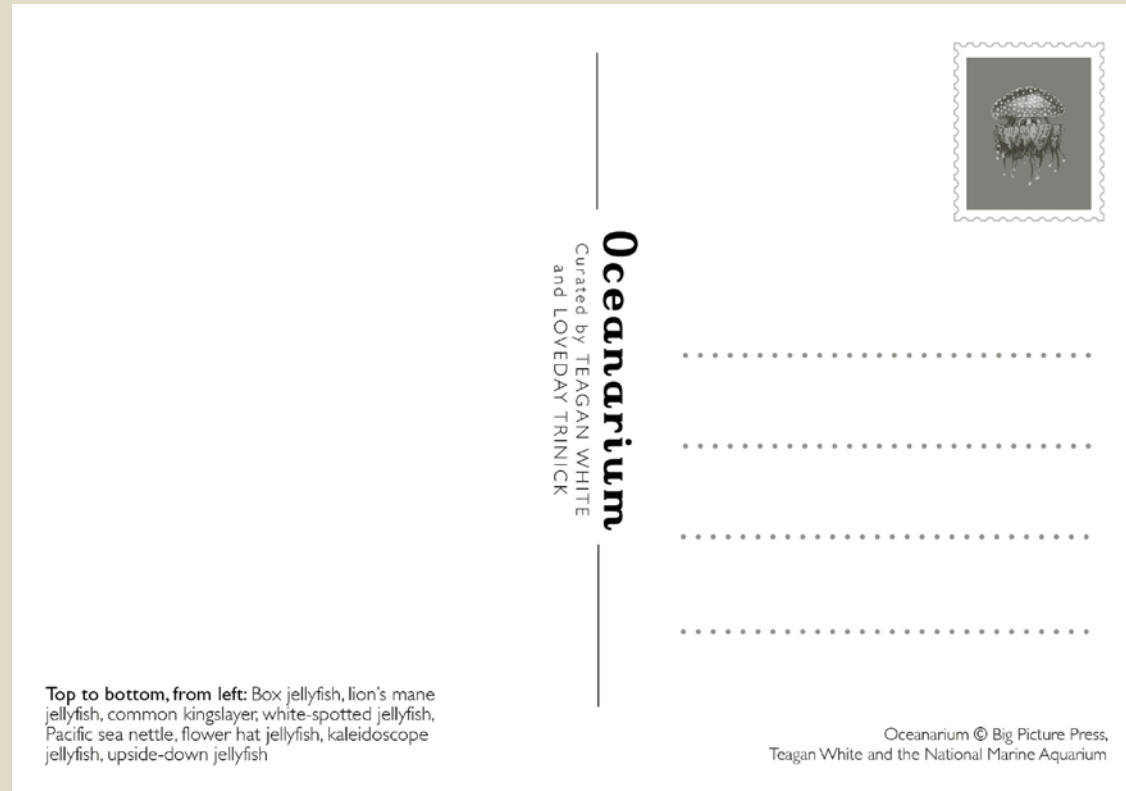 Oceanarium
Curated by TEAGAN WHITE
and LOVEDAY TRINICK
Top to bottom, from left: Box jellyfish, lion's mane
jellyfish, common kingslayer, white-spotted jellyfish,
Pacific sea nettle, flower hat jellyfish, kaleidoscope
jellyfish, upside-down jellyfish
Oceanarium © Big Picture Press,
Teagan White and the National Marine Aquarium